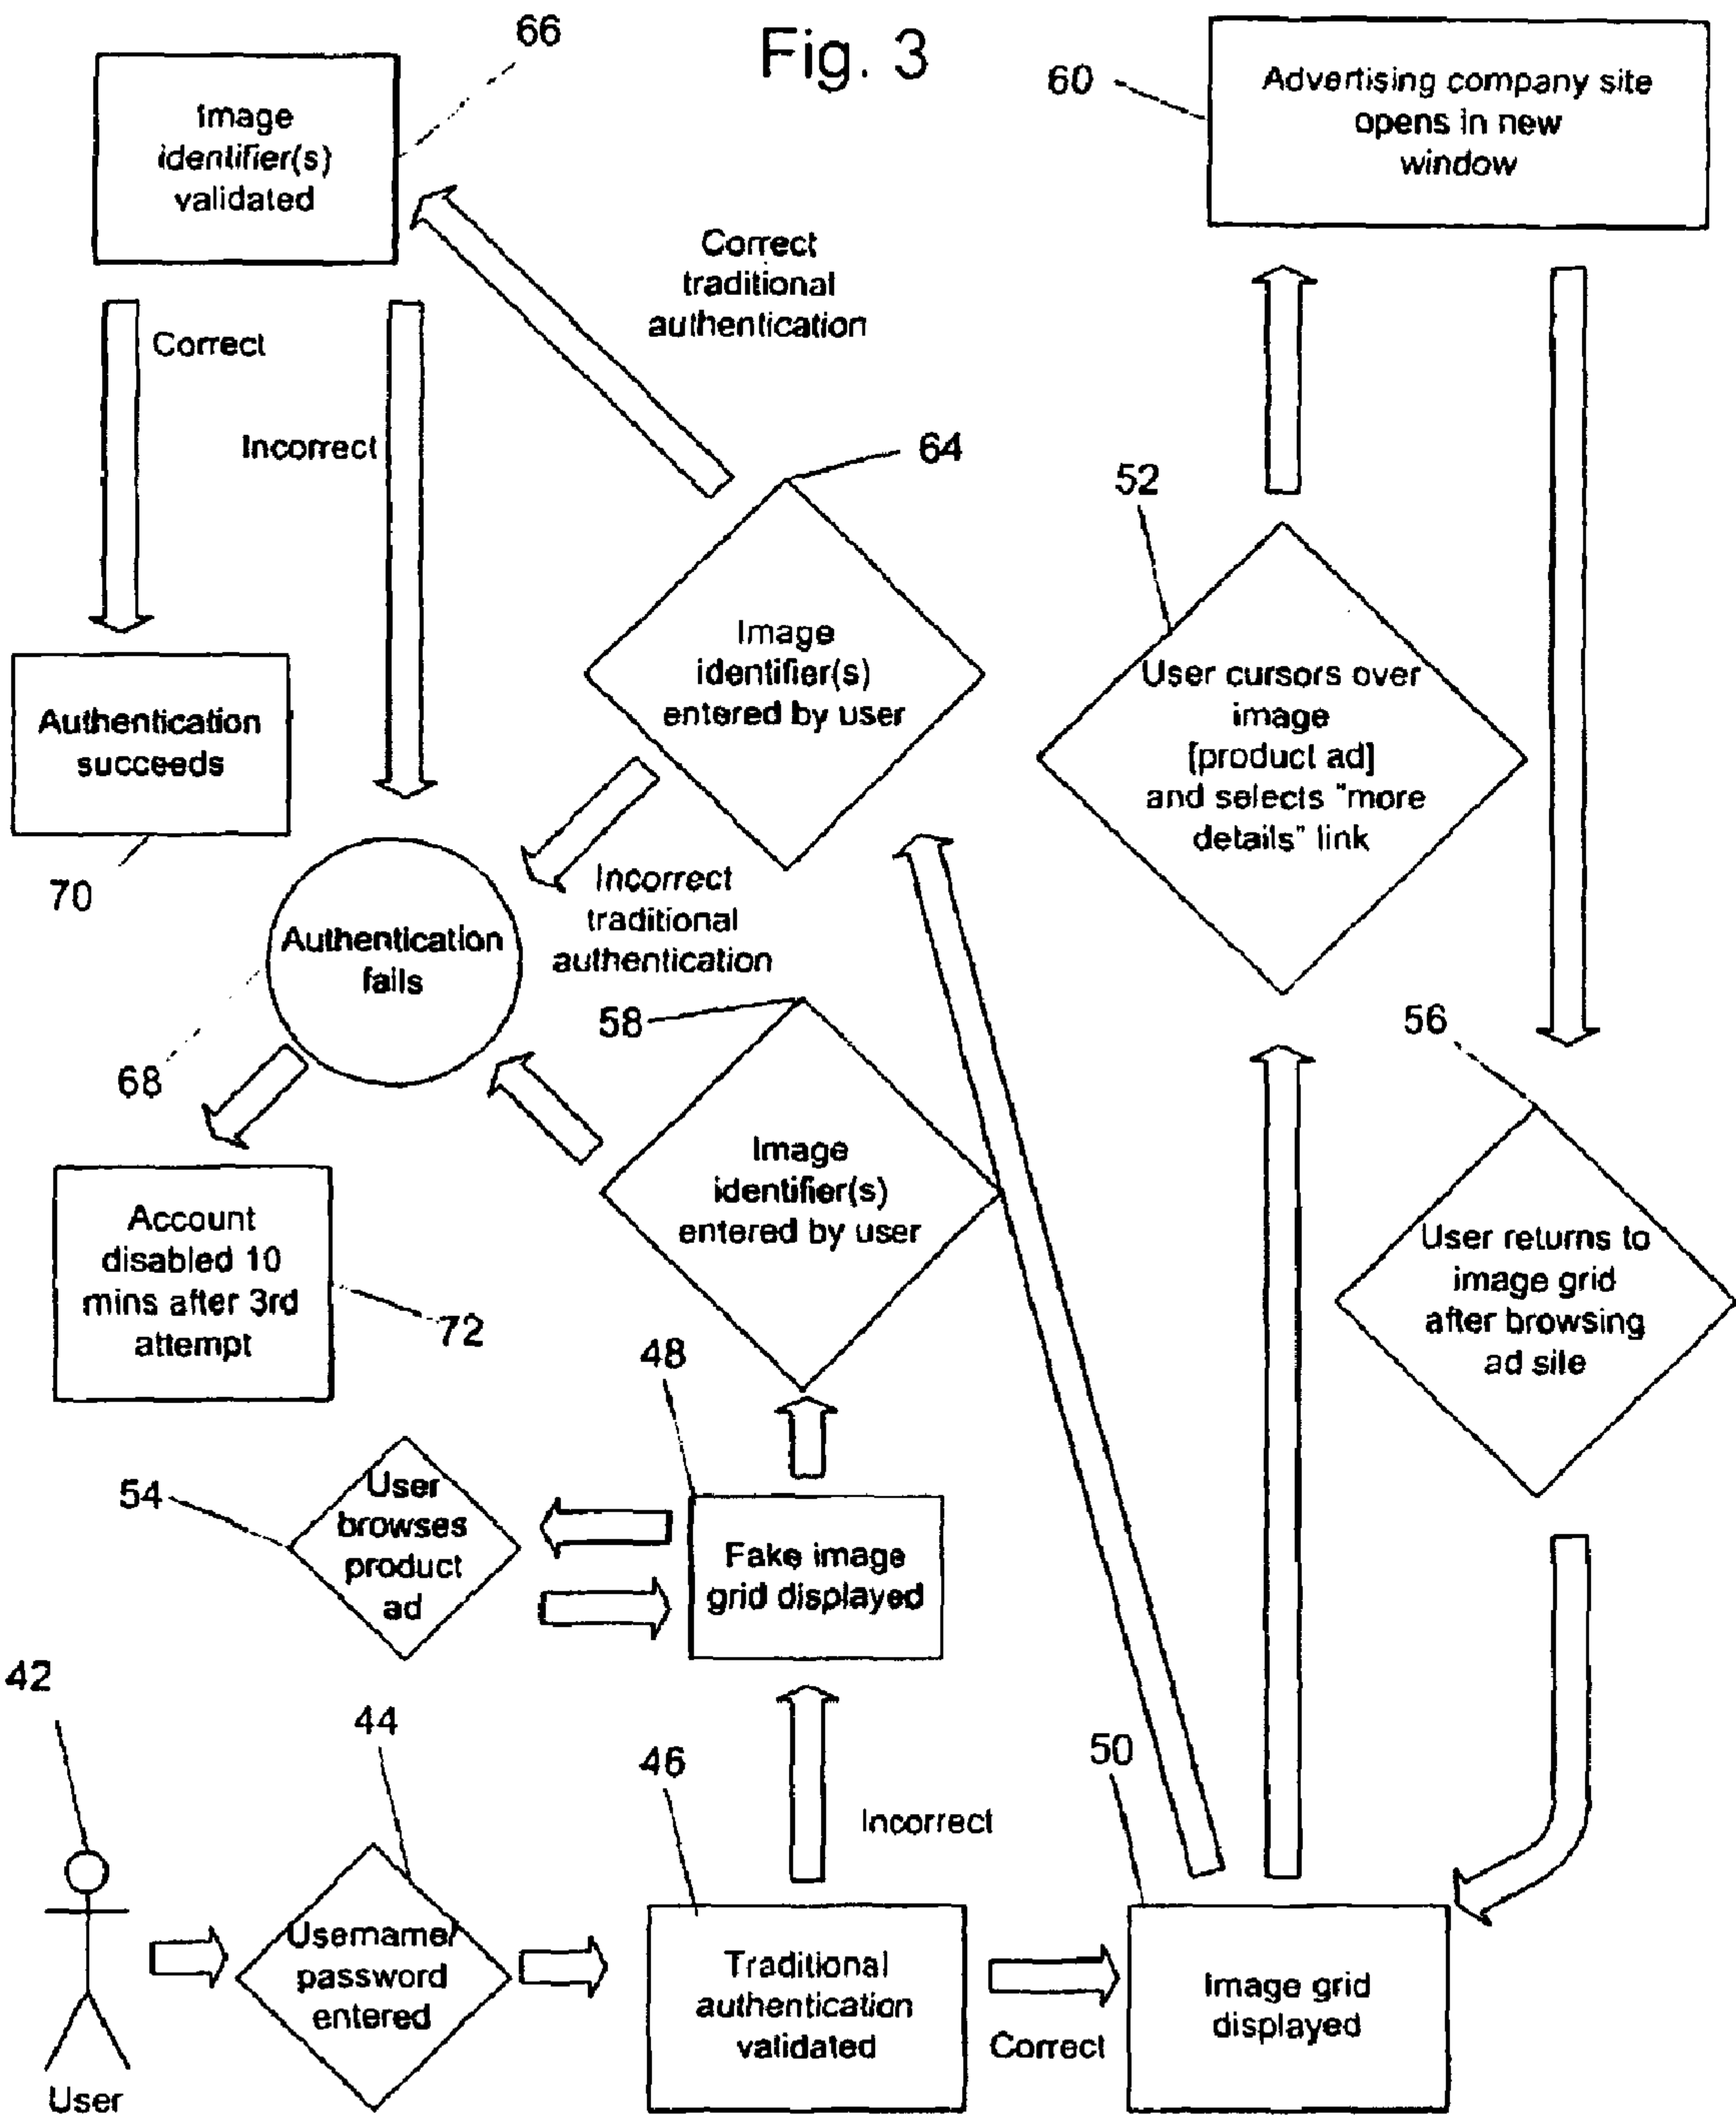 Fig. 3
66
Image
identifier(s)
validated
60
Advertising company site
opens in new
window
Correct
traditional
authentication
Correct
Incorrect
64
52
Image
identifier(s)
entered by user
User cursors over
image
[product ad]
and selects "more
details" link
Authentication
succeeds
70
Incorrect
traditional
authentication
Authentication
fails
68
58
56
Image
identifier(s)
entered by user
User returns to
image grid
after browsing
ad sile
Account
disabled 10
mins after 3rd
attempt
72
48
54
User
browses
product
ad
Fake image
grid displayed
42
44
46
Incorrect
50
Username/
password
entered
Traditional
authentication
validated
Correct
Image grid
displayed
User